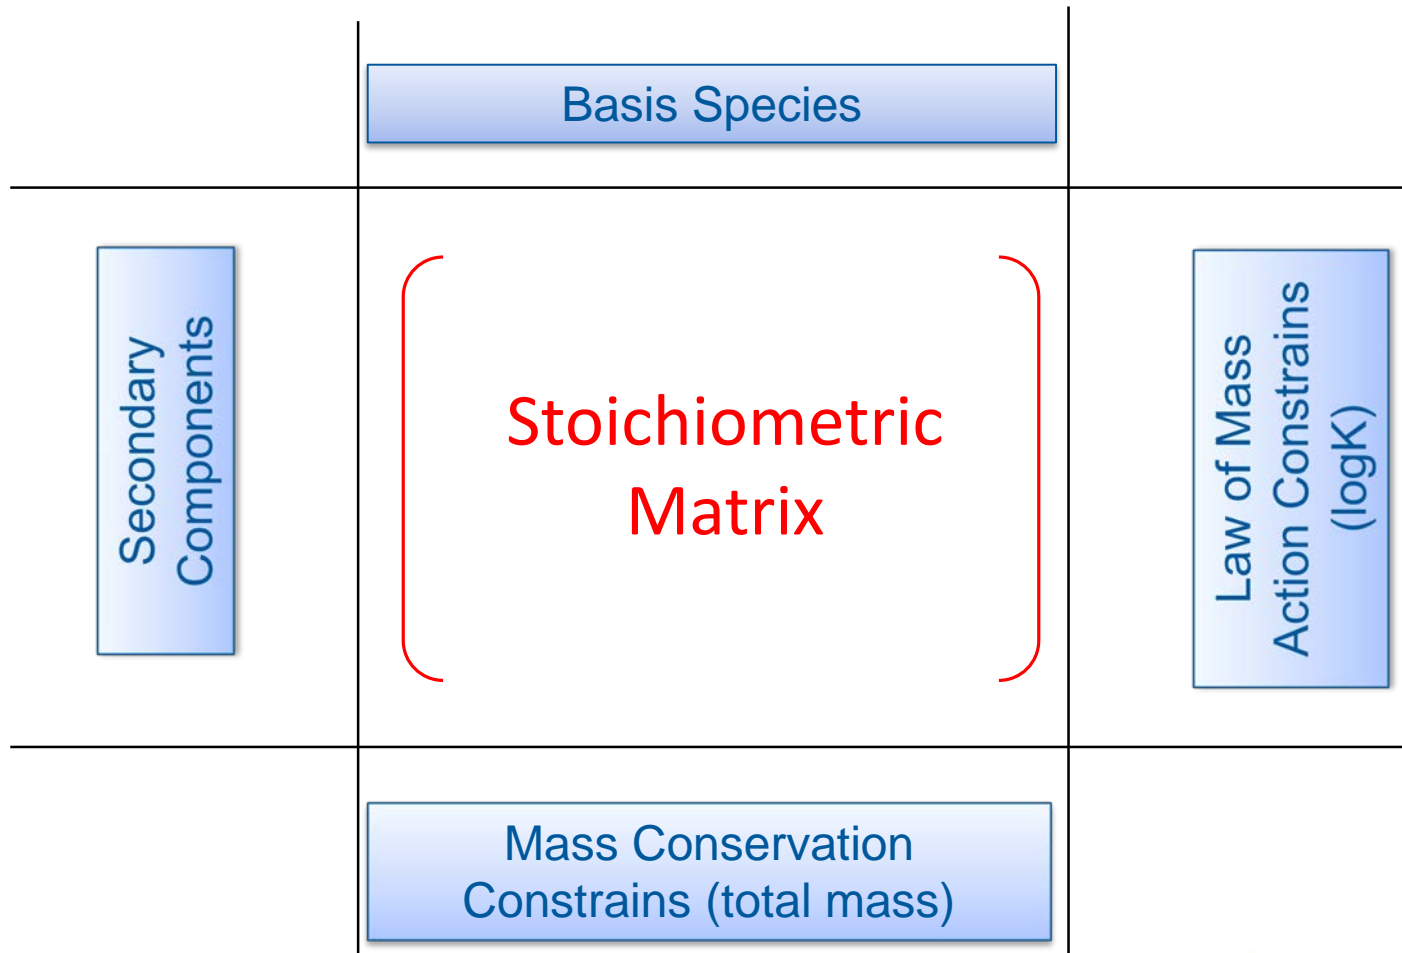 Basis Species
Secondary
Components
Stoichiometric
Matrix
Law of Mass
Action Constrains
(logK)
Mass Conservation
Constrains (total mass)